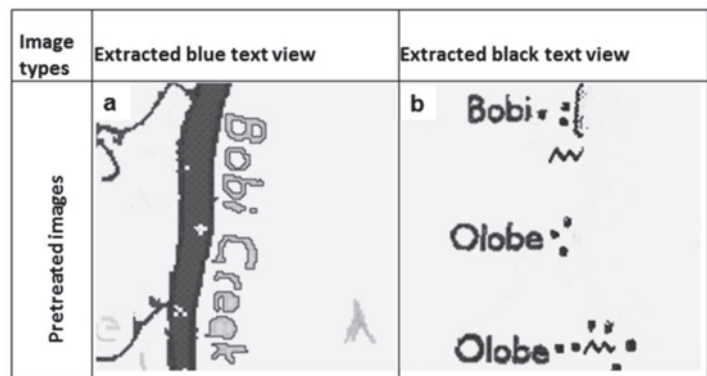 Image types
Extracted blue text view
Extracted black text view
Pretreated images
a
Bobi Creek
b
Bobi
Olobe
Olobe